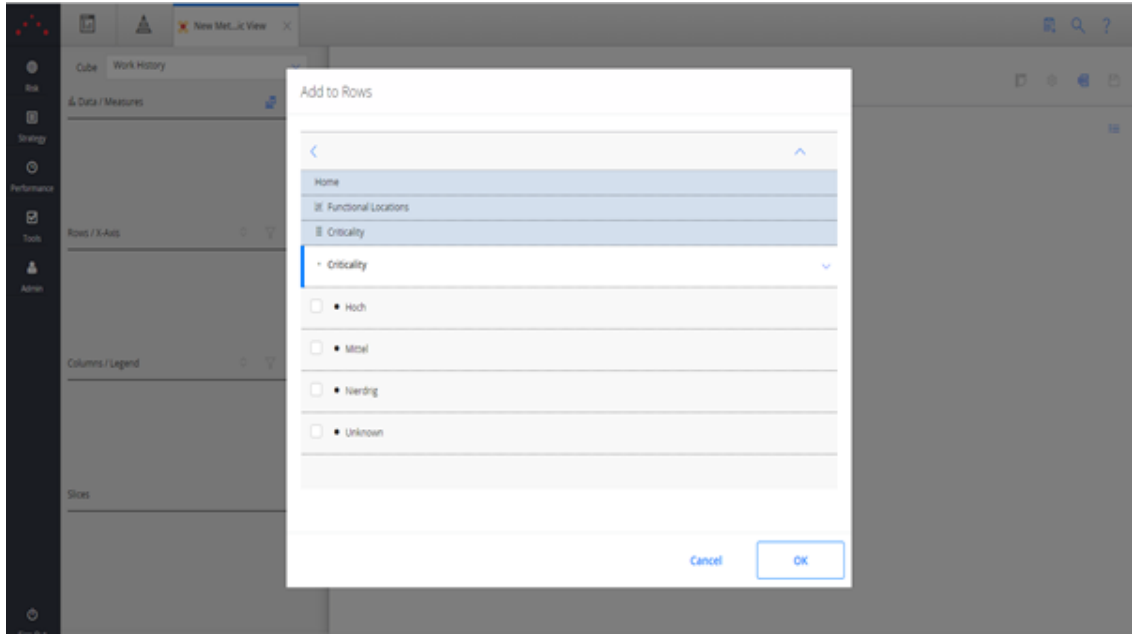 New Met...ic View
Cube
Work History
Risk
Data / Measures
Strategy
Performance
Tools
Rows / X-Axis
Admin
Columns / Legend
Slices
Add to Rows
Home
Functional Locations
Criticality
Criticality
Hoch
Mittel
Nierdrig
Unknown
Cancel
OK